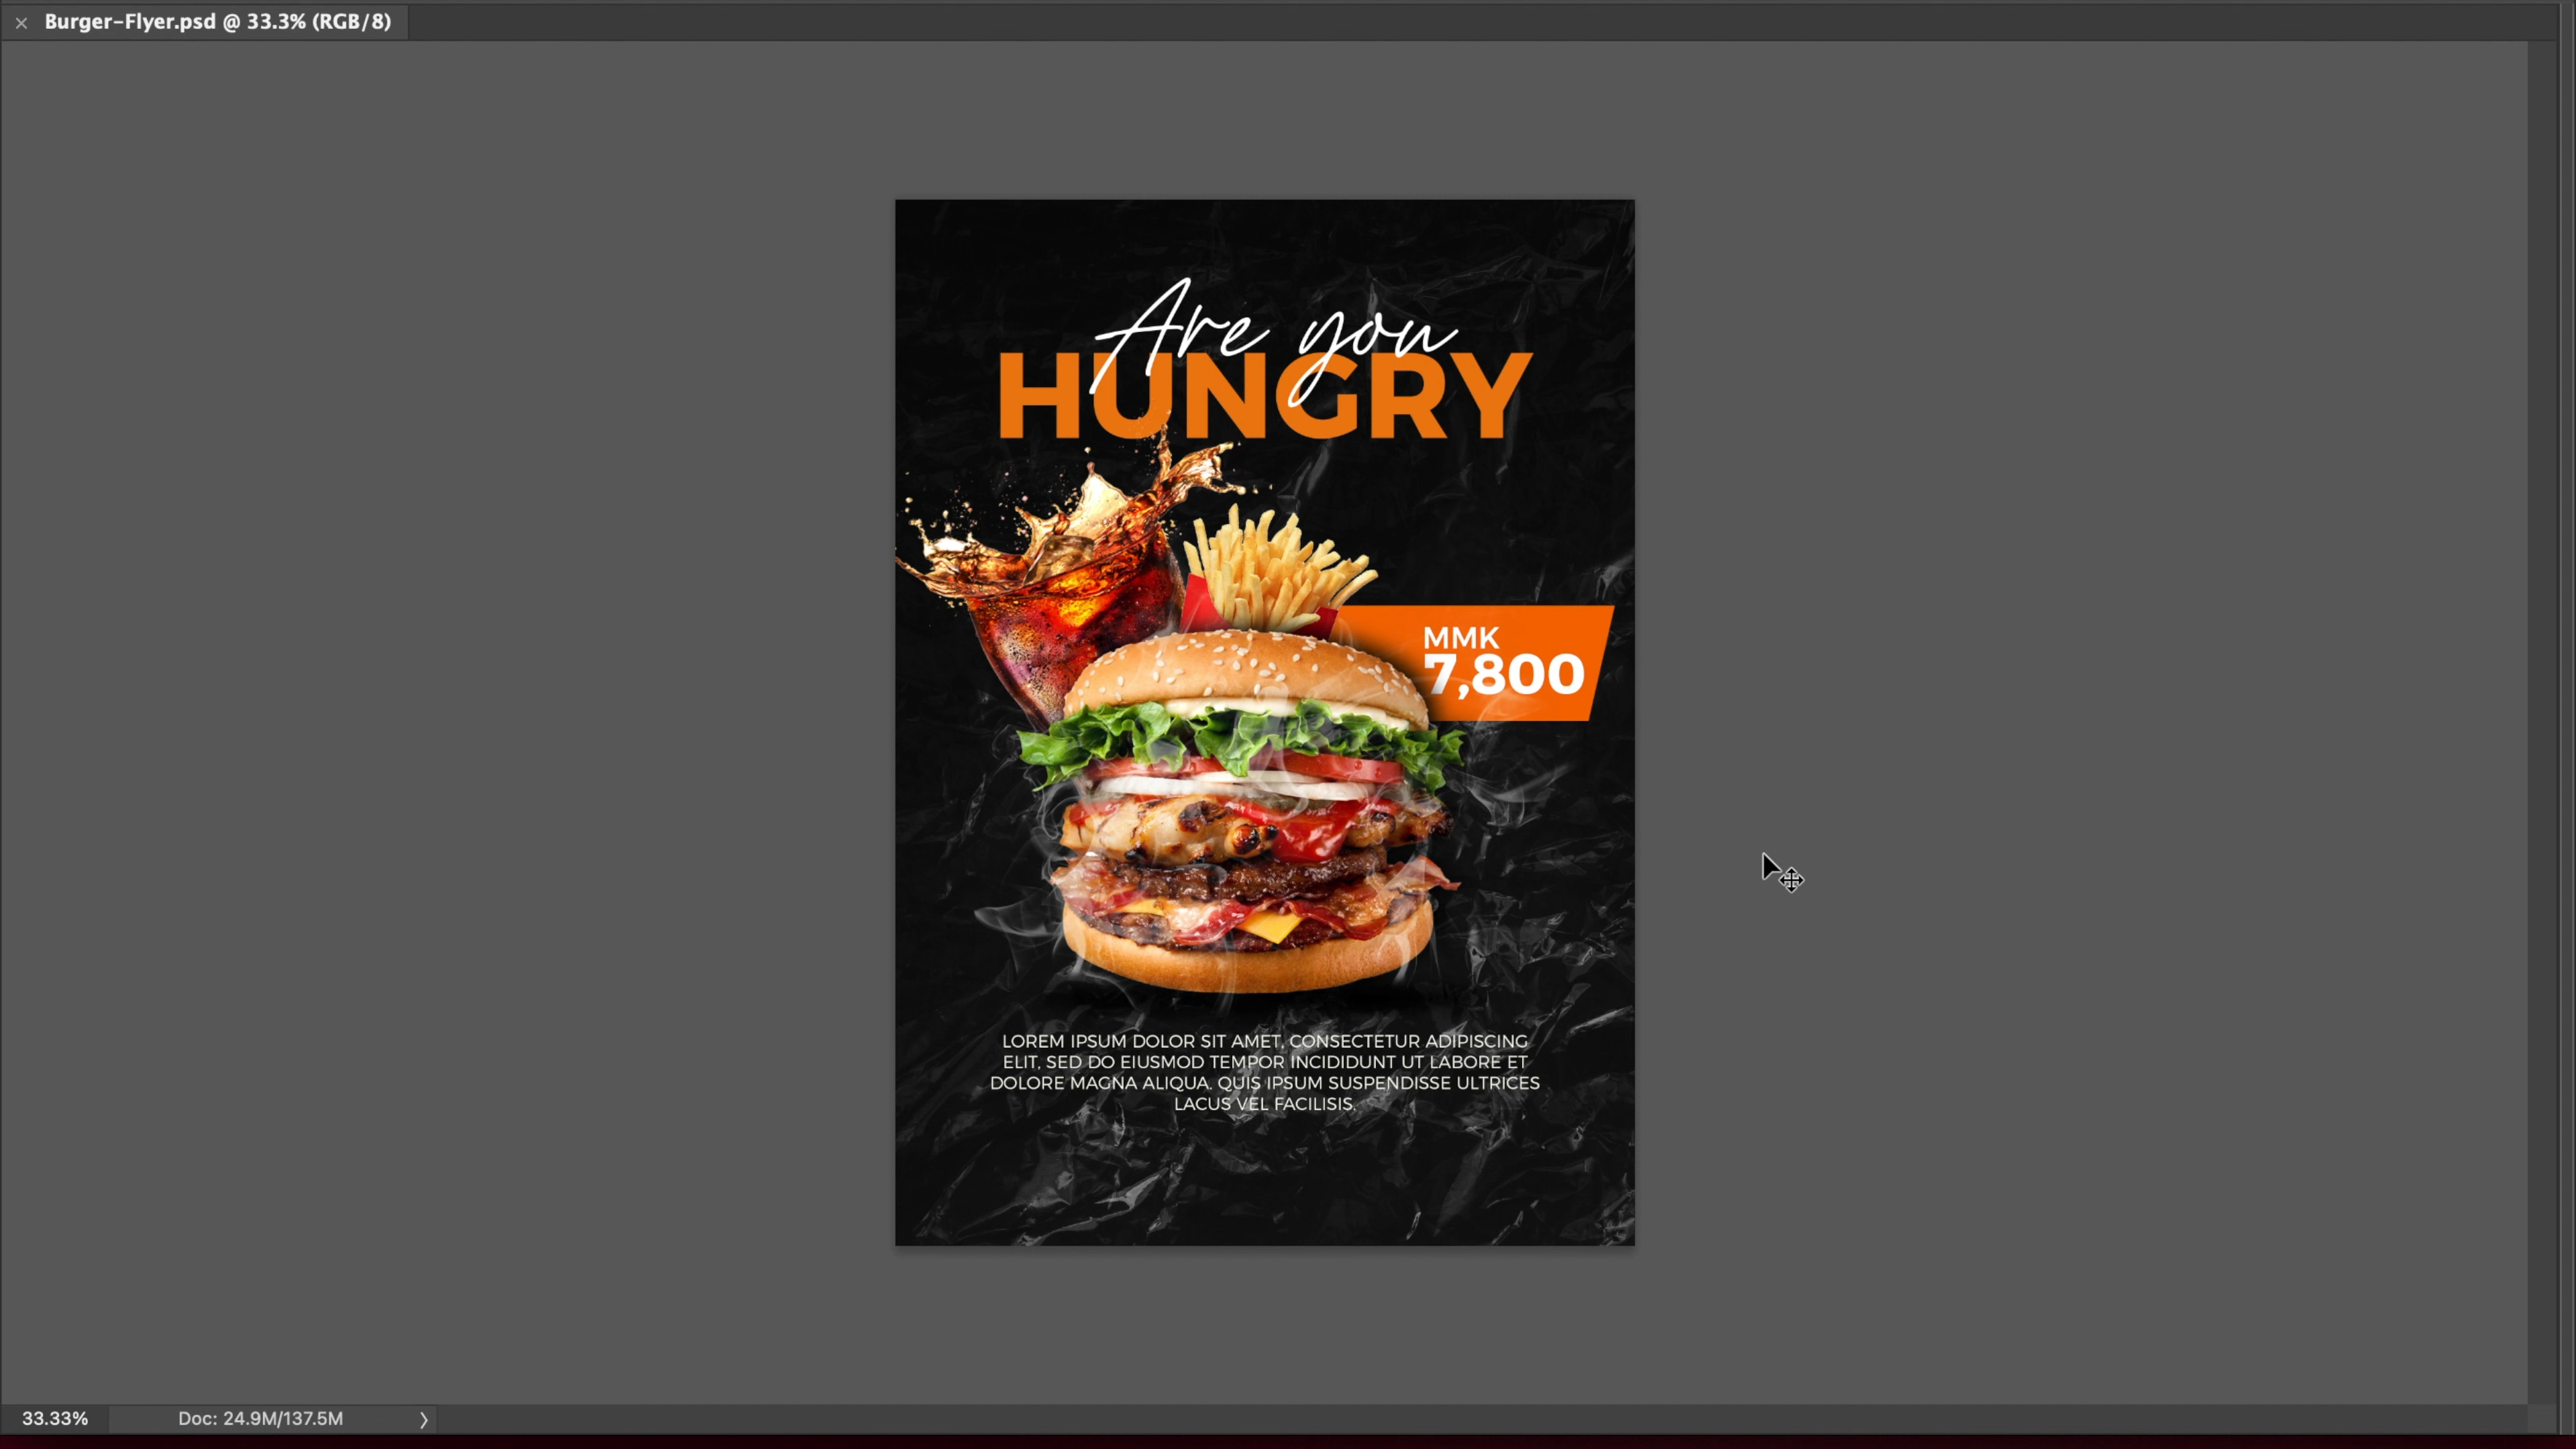 Burger-Flyer.psd @ 33.3% (RGB/8)
Are you
HUNGRY
MMK
7,800
LOREM IPSUM DOLOR SIT AMET, CONSECTETUR ADIPISCING
ELIT, SED DO EIUSMOD TEMPOR INCIDIDUNT UT LABORE ET
DOLORE MAGNA ALIQUA. QUIS IPSUM SUSPENDISSE ULTRICES
LACUS VEL FACILISIS.
33.33%
Doc: 24.9M/137.5M